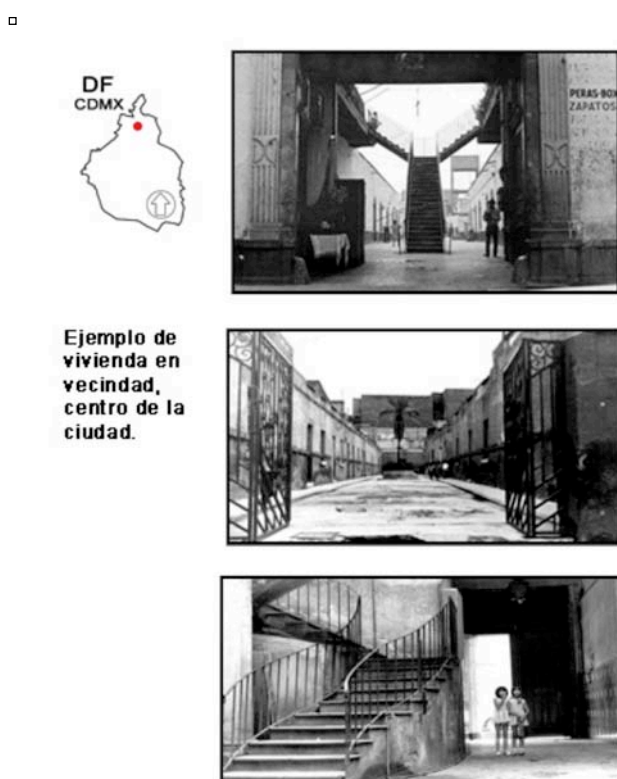 DF
CDMX
PERAS-BOX
ZAPATOS
Ejemplo de
vivienda en
vecindad,
centro de la
ciudad.